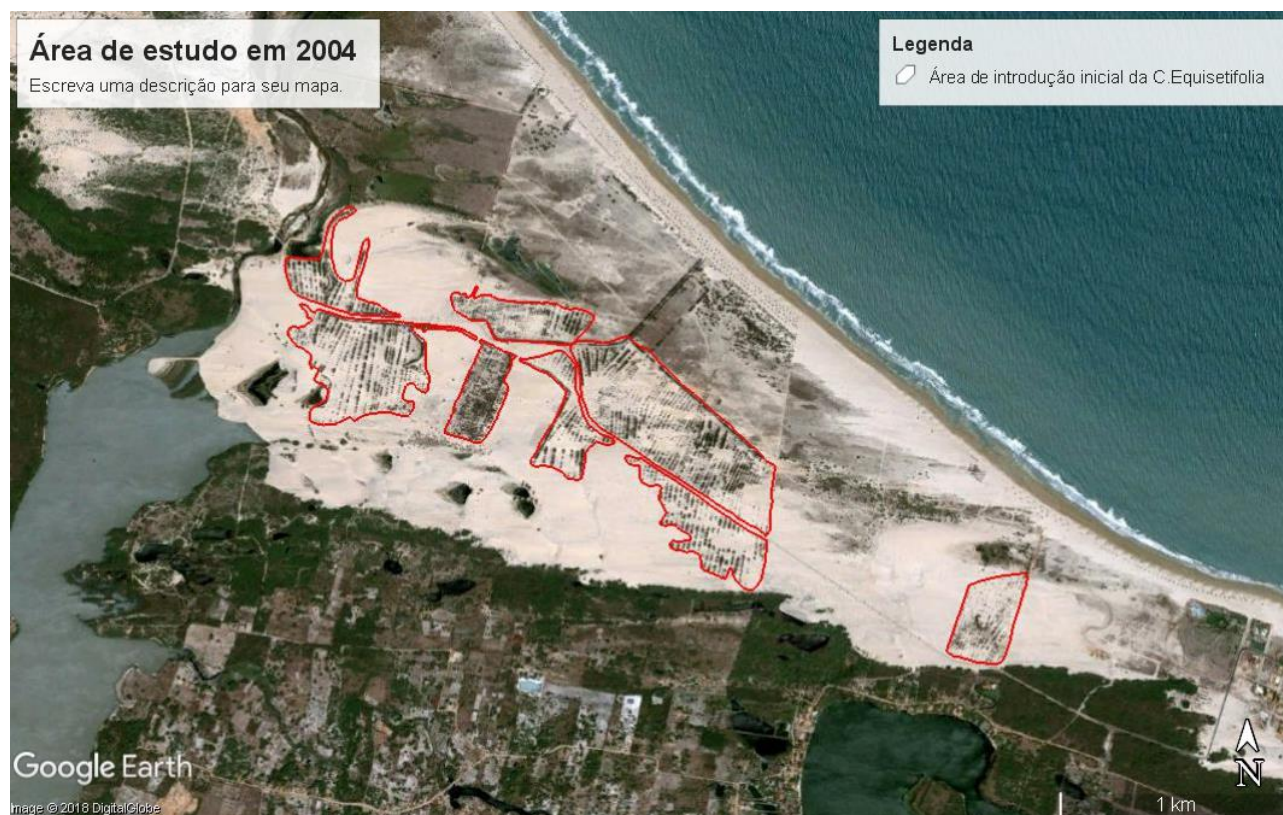 Área de estudo em 2004
Escreva uma descrição para seu mapa.
Legenda
Área de introdução inicial da C.Equisetifolia
Google Earth
Image © 2018 DigitalGlobe
N
1 km